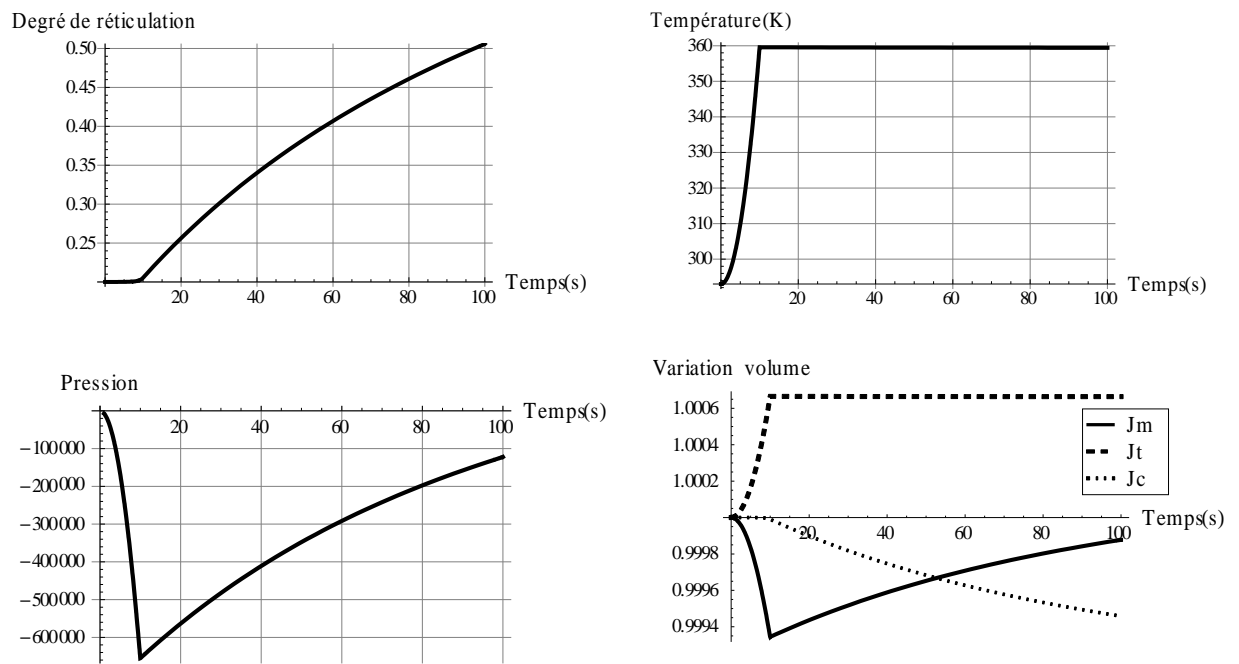 Degré de réticulation
0.50
0.45
0.40
0.35
0.30
0.25
20 40 60 80 100
Temps(s)
Température(K)
360
350
340
330
320
310
300
20 40 60 80 100
Temps(s)
Pression
Temps(s)
20 40 60 80 100
−100000
−200000
−300000
−400000
−500000
−600000
Variation volume
1.0006
1.0004
1.0002
0.9998
0.9996
0.9994
20 40 60 80 100
Temps(s)
Jm
Jt
Jc